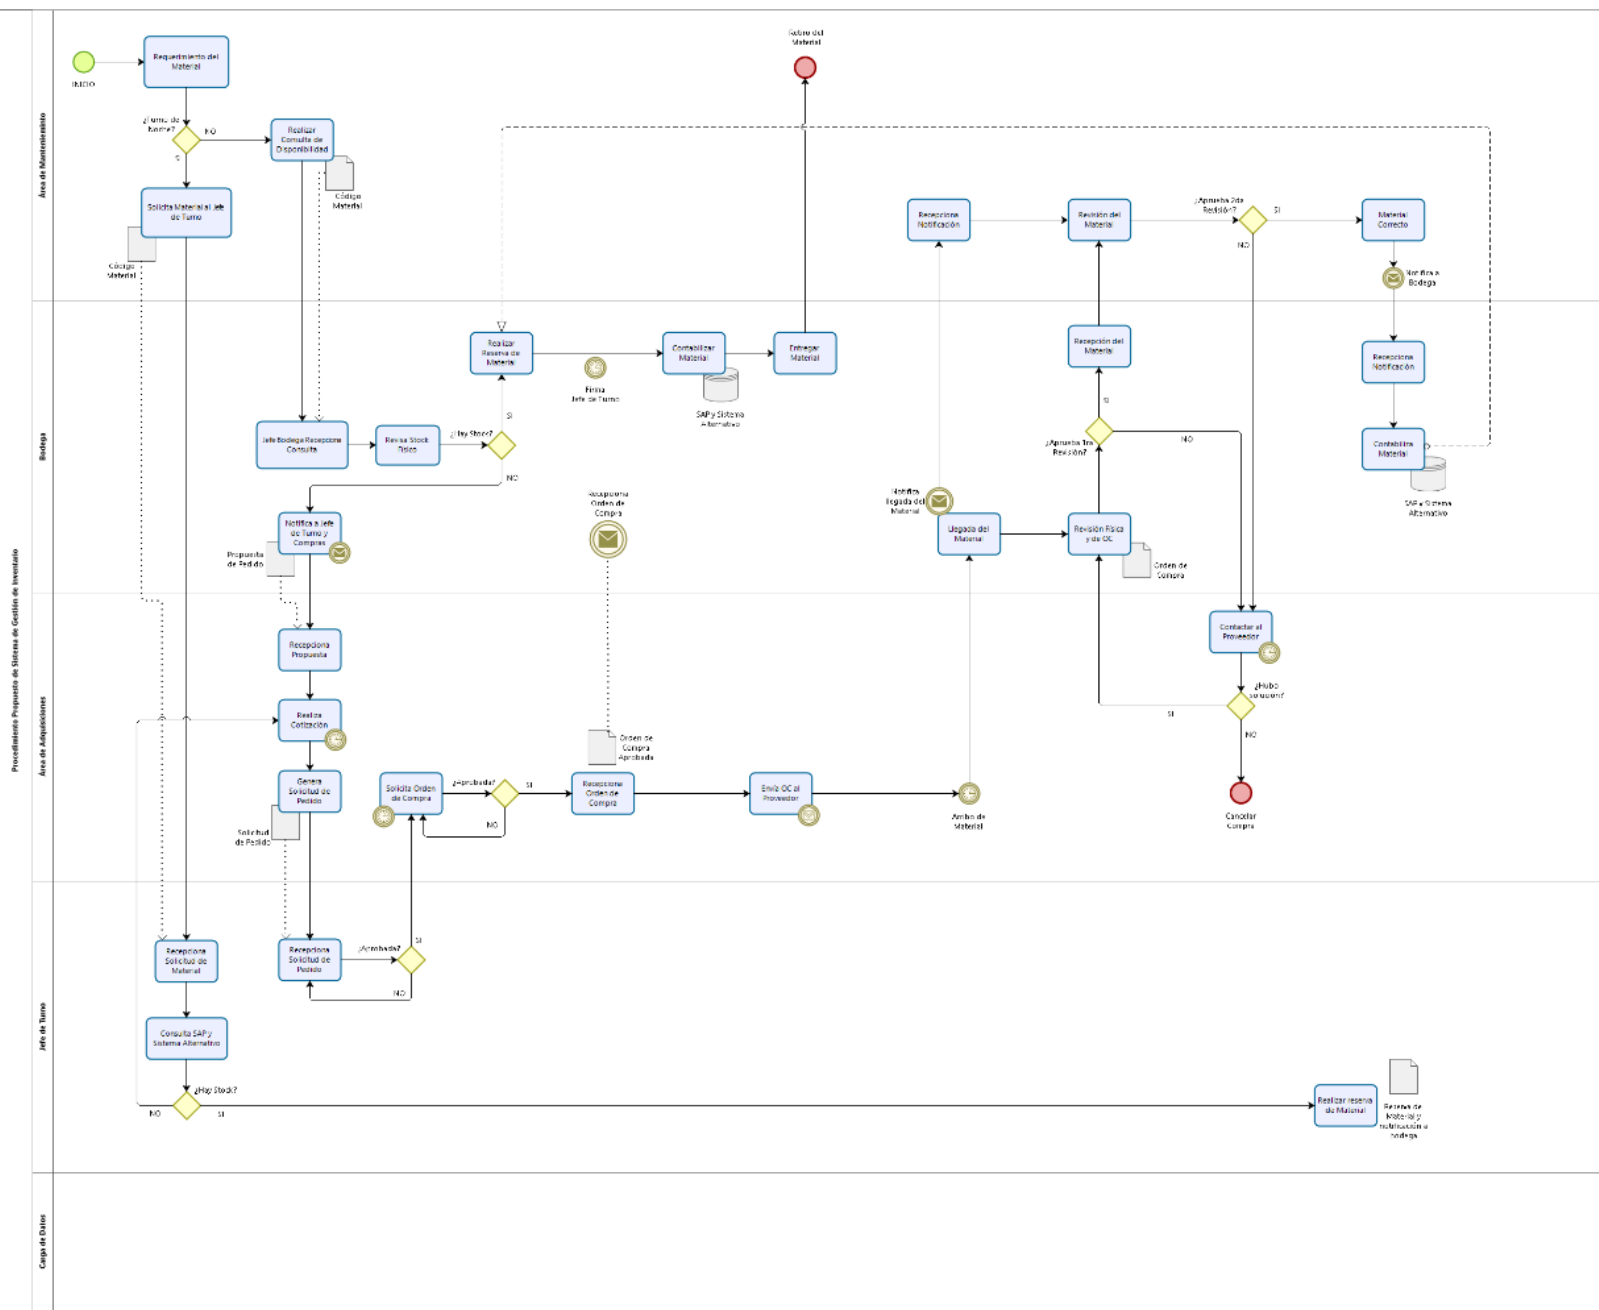 Procedimiento Propuesto de Sistema de Gestión de Inventario
Área de Mantenimiento
INICIO
Requerimiento del
Material
¿Turno de
Noche?
NO
SI
Realizar
Consulta de
Disponibilidad
Código
Material
Solicita Material al Jefe
de Turno
Código
Material
Retiro del
Material
Recepciona
Notificación
Revisión del
Material
¿Aprueba 2da
Revisión?
SI
NO
Material
Correcto
Notifica a
Bodega
Bodega
Realizar
Reserva de
Material
Firma
Jefe de Turno
Contabilizar
Material
SAP y Sistema
Alternativo
Entregar
Material
Jefe Bodega Recepciona
Consulta
Revisa Stock
Físico
¿Hay Stock?
SI
NO
Notifica a Jefe
de Turno y
Compras
Propuesta
de Pedido
Recepciona
Orden de
Compra
Notifica
llegada del
Material
Llegada del
Material
Revisión Física
y de OC
Orden de
Compra
¿Aprueba 1ra
Revisión?
SI
NO
Recepción del
Material
Recepciona
Notificación
Contabiliza
Material
SAP y Sistema
Alternativo
Área de Adquisiciones
Recepciona
Propuesta
Realiza
Cotización
Genera
Solicitud de
Pedido
Solicitud
de Pedido
Solicita Orden
de Compra
¿Aprobada?
SI
NO
Orden de
Compra
Aprobada
Recepciona
Orden de
Compra
Envía OC al
Proveedor
Arribo de
Material
Contactar al
Proveedor
¿Hubo
solución?
SI
NO
Cancelar
Compra
Jefe de Turno
Recepciona
Solicitud de
Material
Recepciona
Solicitud de
Pedido
¿Aprobada?
SI
NO
Consulta SAP y
Sistema Alternativo
¿Hay Stock?
NO
SI
Realizar reserva
de Material
Reserva de
Material y
notificación a
bodega
Carga de Datos